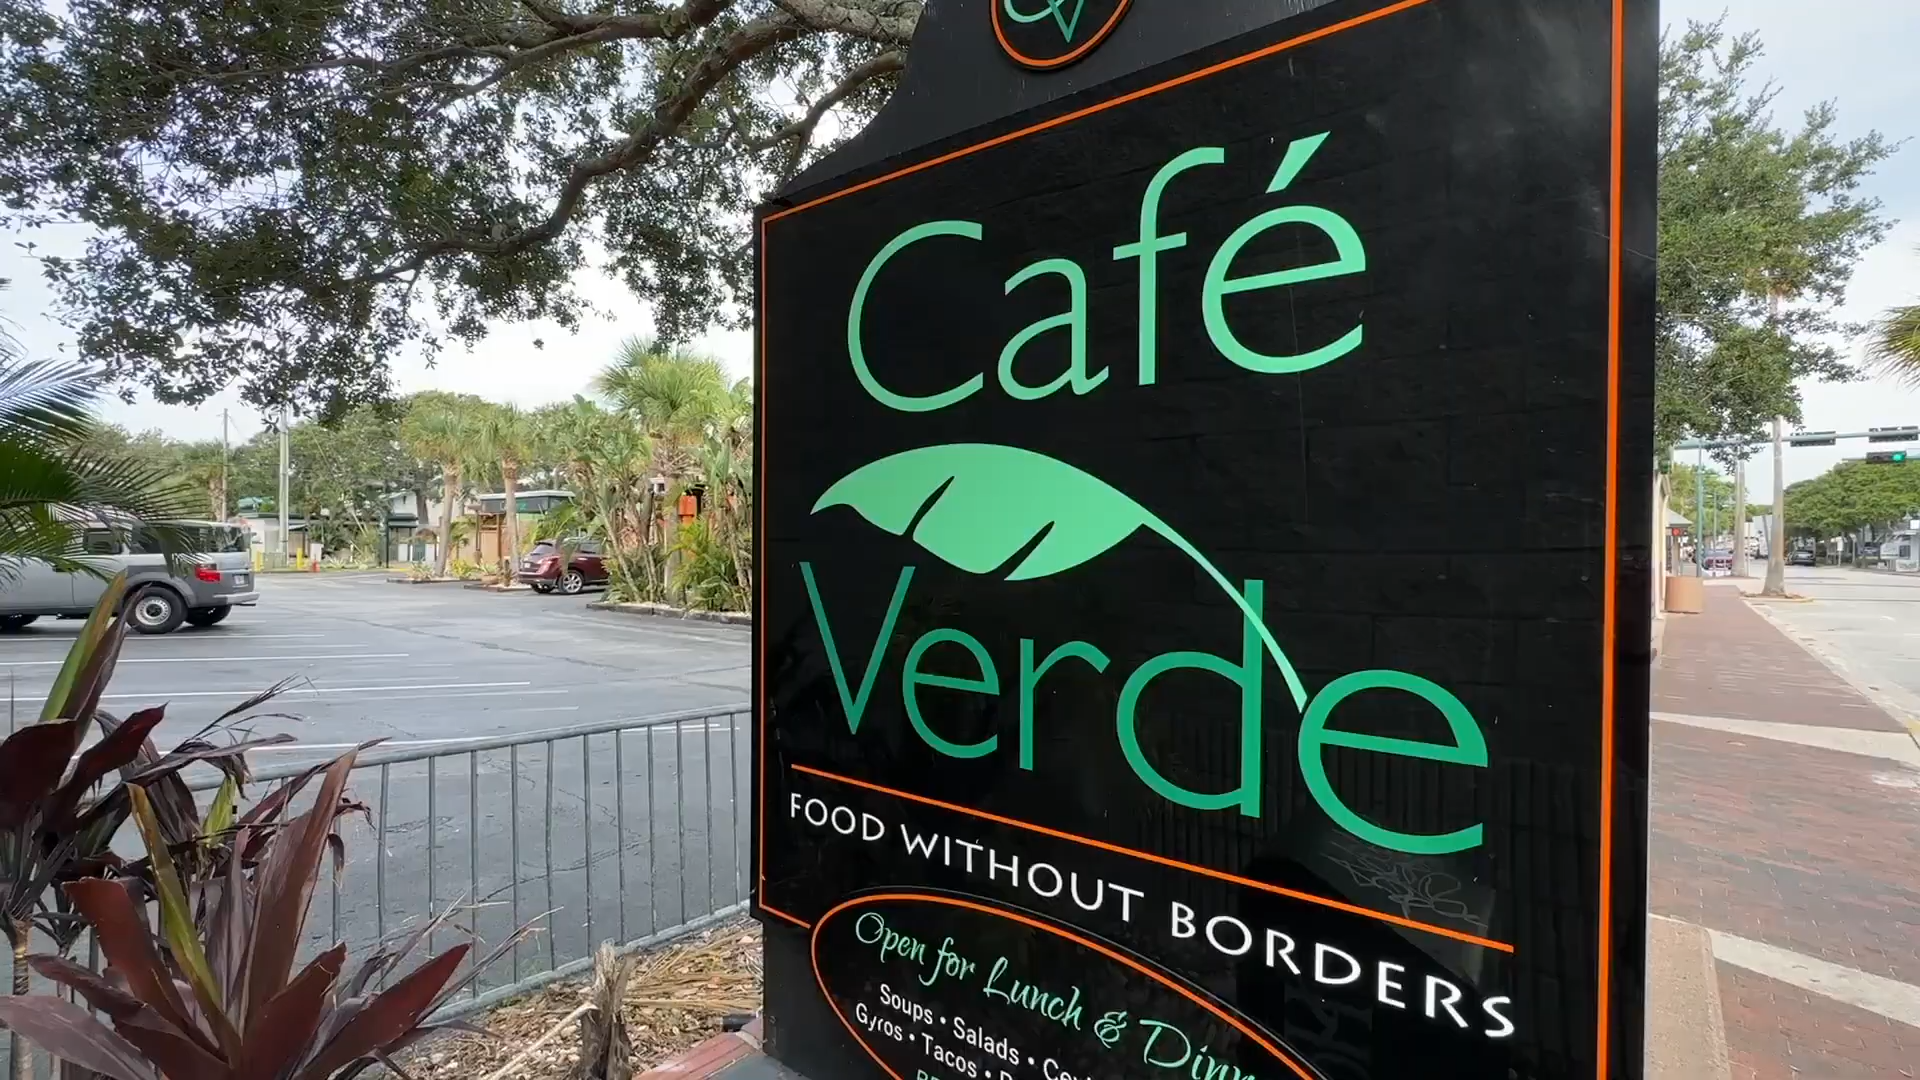 Café
Verde
FOOD WITHOUT BORDERS
Open for Lunch &
Soups • Salads •
Gyros • Tacos •